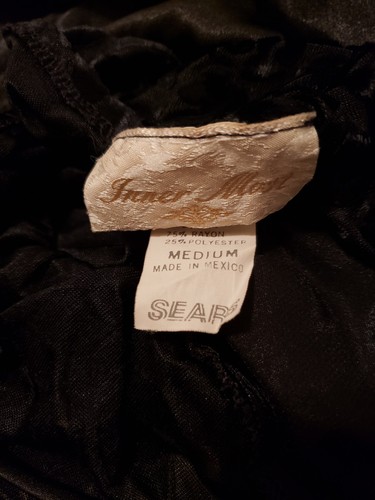 Inner Most
75% RAYON
25% POLYESTER
MEDIUM
MADE IN MEXICO
SEARS